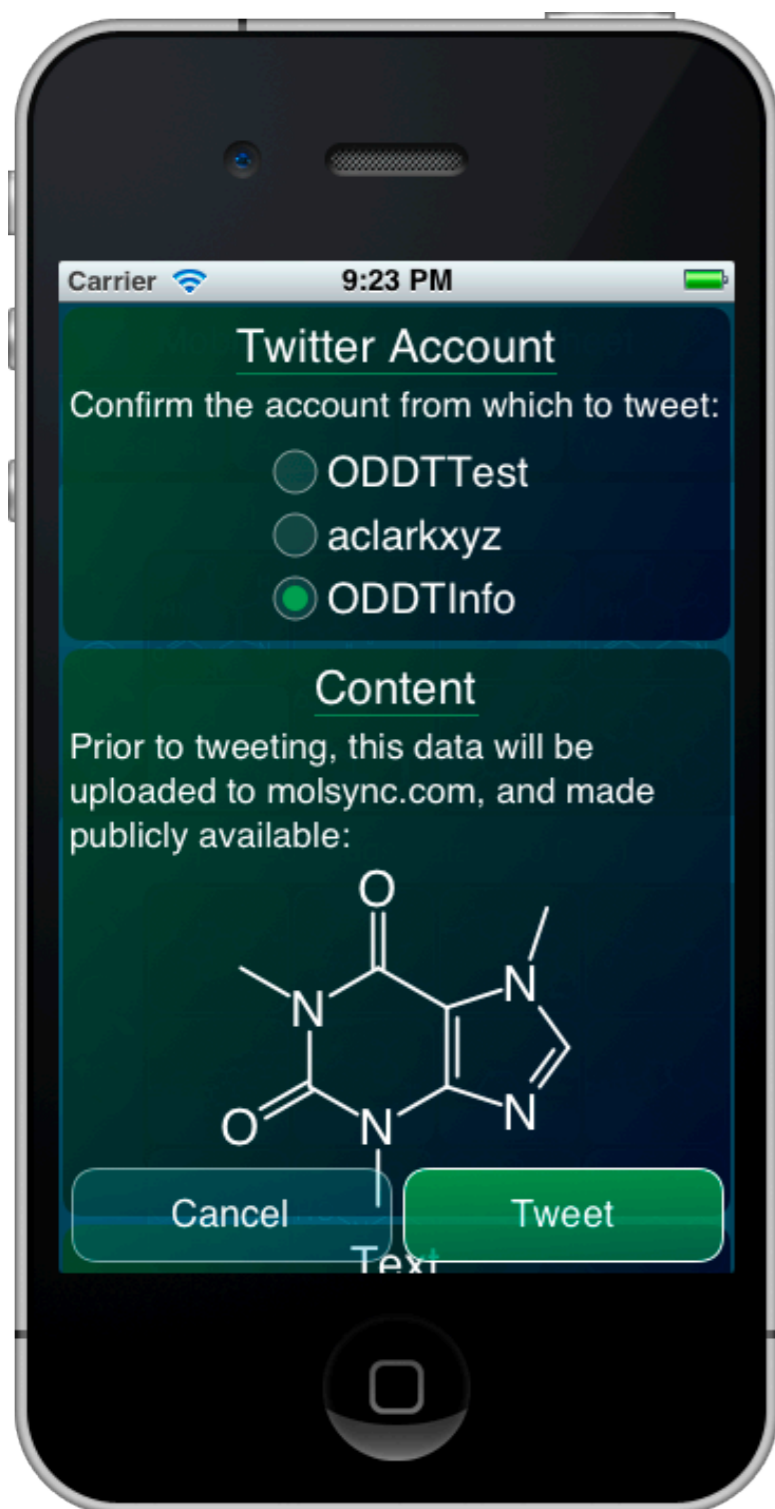 Carrier 9:23 PM
Twitter Account
Confirm the account from which to tweet:
ODDTTest
aclarkxyz
ODDTInfo
Content
Prior to tweeting, this data will be
uploaded to molsync.com, and made
publicly available:
O
N
N
O
N
N
Cancel Tweet
Text